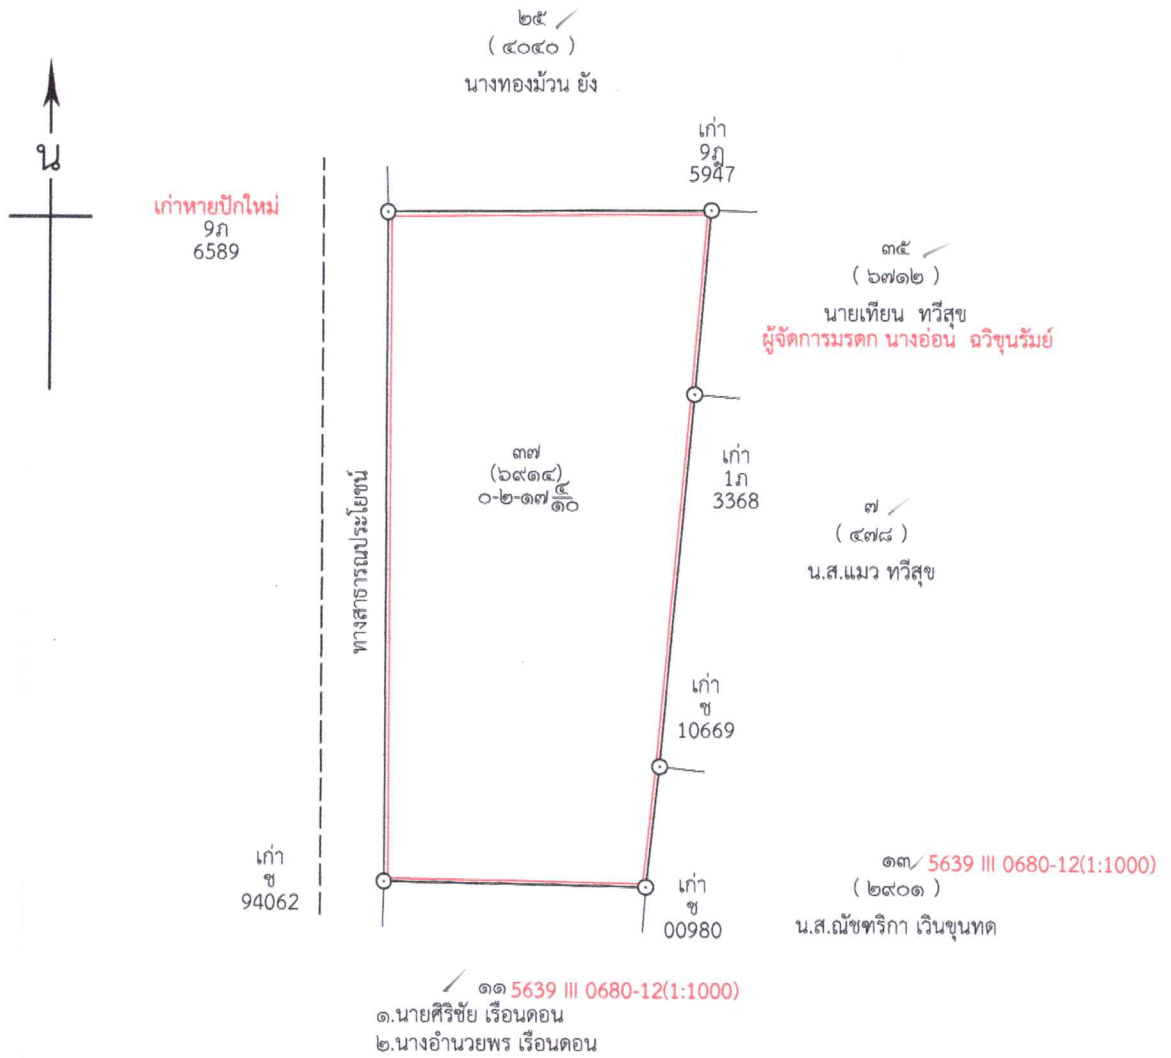 ๒๕
( ๔๐๔๐ )
นางทองม้วน ยัง
น
เก่า
9ฎ
5947
เก่าหายปักใหม่
9ภ
6589
๓๕
( ๖๗๑๒ )
นายเทียน ทวีสุข
ผู้จัดการมรดก นางอ่อน ฉวิขุนรัมย์
ทางสาธารณประโยชน์
๓๗
(๖๙๑๔)
๐-๒-๑๗ ๔/๑๐
เก่า
1ภ
3368
๗
( ๔๗๘ )
น.ส.แมว ทวีสุข
เก่า
ช
10669
เก่า
ช
94062
เก่า
ช
00980
๑๓ 5639 III 0680-12(1:1000)
( ๒๙๐๑ )
น.ส.ณัชฑริกา เวินขุนทด
๑๑ 5639 III 0680-12(1:1000)
๑.นายศิริชัย เรือนดอน
๒.นางอำนวยพร เรือนดอน